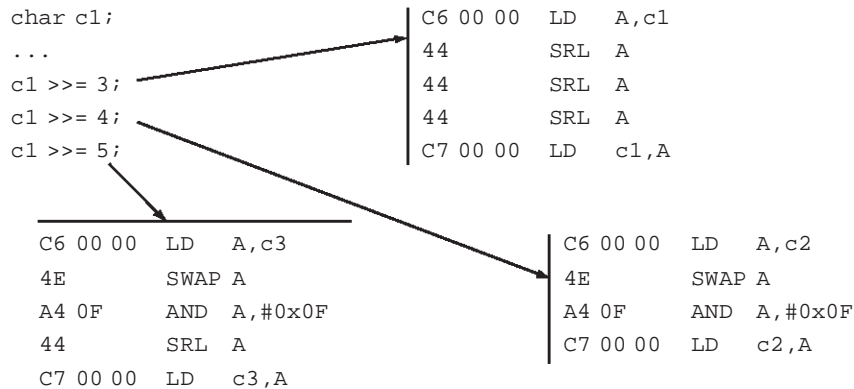 char c1;
...
c1 >>= 3;
c1 >>= 4;
c1 >>= 5;
C6 00 00 LD A,c1
44 SRL A
44 SRL A
44 SRL A
C7 00 00 LD c1,A
C6 00 00 LD A,c3
4E SWAP A
A4 0F AND A,#0x0F
44 SRL A
C7 00 00 LD c3,A
C6 00 00 LD A,c2
4E SWAP A
A4 0F AND A,#0x0F
C7 00 00 LD c2,A